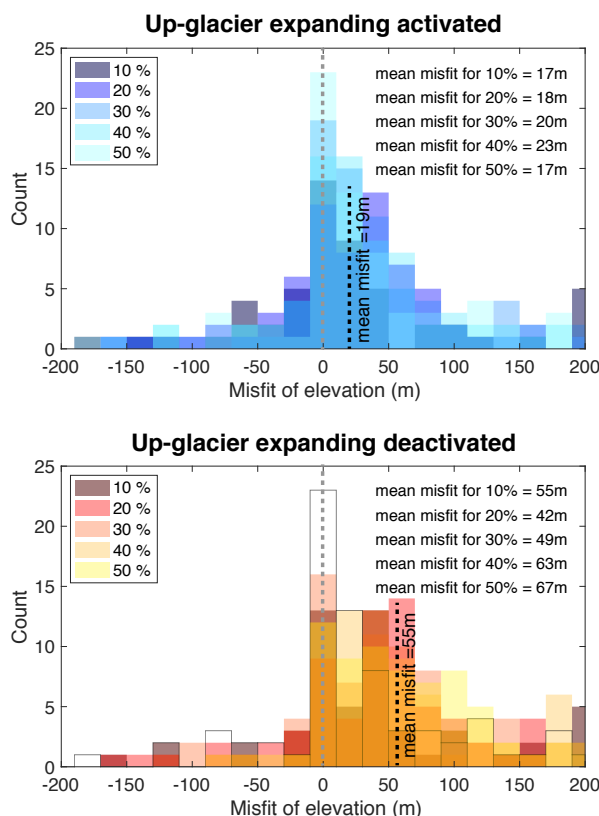 Up-glacier expanding activated
25
20
15
10
5
0
Count
10 %
20 %
30 %
40 %
50 %
mean misfit for 10% = 17m
mean misfit for 20% = 18m
mean misfit for 30% = 20m
mean misfit for 40% = 23m
mean misfit for 50% = 17m
mean misfit =19m
-200 -150 -100 -50 0 50 100 150 200
Misfit of elevation (m)
Up-glacier expanding deactivated
25
20
15
10
5
0
Count
10 %
20 %
30 %
40 %
50 %
mean misfit for 10% = 55m
mean misfit for 20% = 42m
mean misfit for 30% = 49m
mean misfit for 40% = 63m
mean misfit for 50% = 67m
mean misfit =55m
-200 -150 -100 -50 0 50 100 150 200
Misfit of elevation (m)